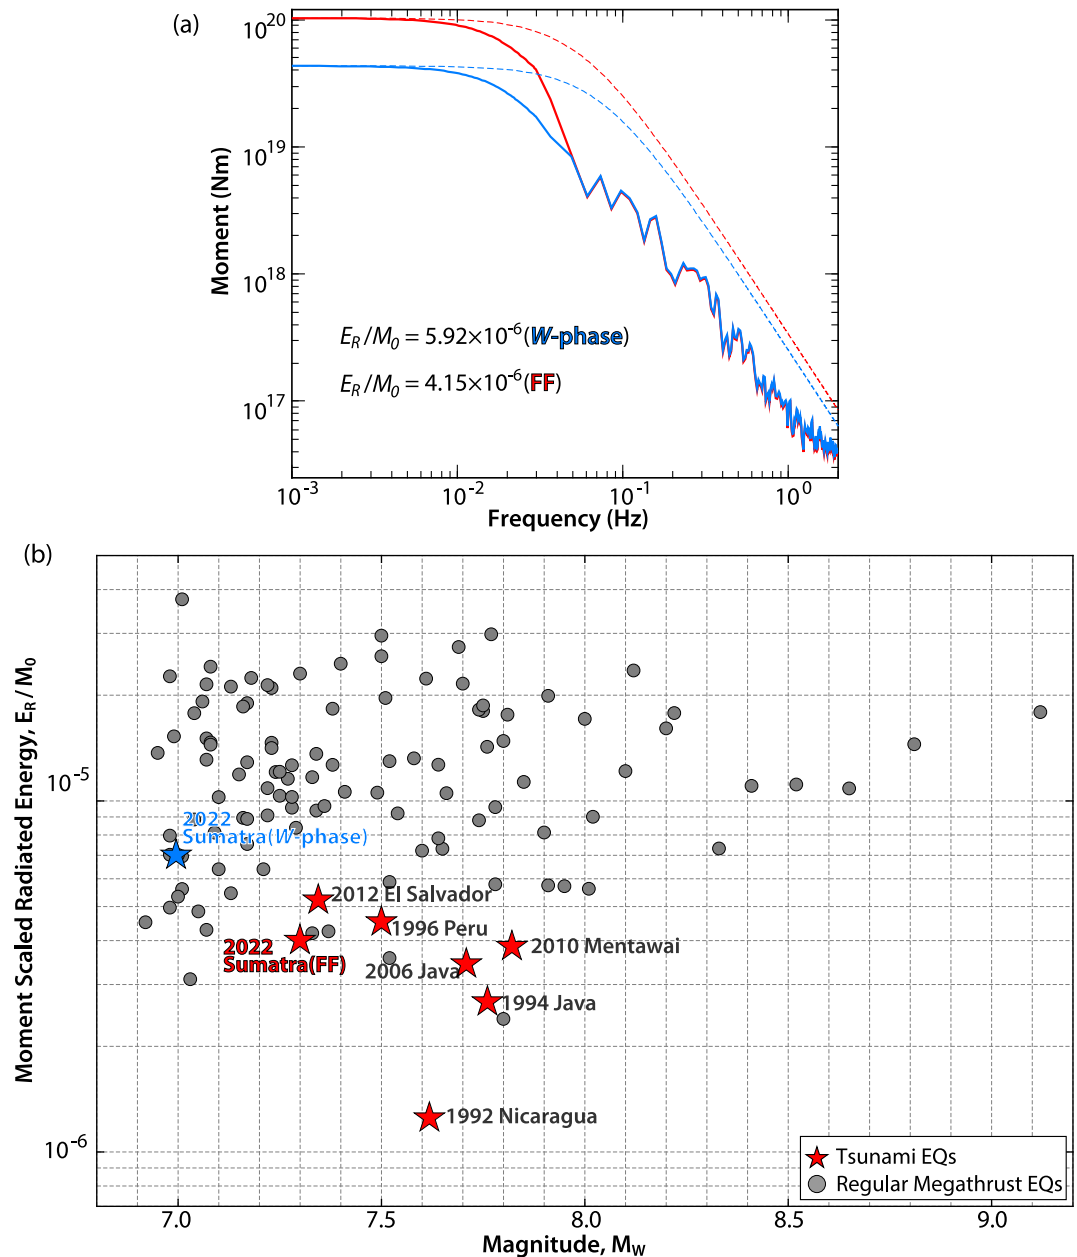 (a)
10^20
10^19
10^18
10^17
Moment (Nm)
E_R/M_0 = 5.92×10^-6(W-phase)
E_R/M_0 = 4.15×10^-6(FF)
10^-3
10^-2
10^-1
10^0
Frequency (Hz)
(b)
Moment Scaled Radiated Energy, E_R / M_0
10^-5
10^-6
2022
Sumatra(W-phase)
2012 El Salvador
1996 Peru
2022
Sumatra(FF)
2010 Mentawai
2006 Java
1994 Java
1992 Nicaragua
Tsunami EQs
Regular Megathrust EQs
7.0
7.5
8.0
8.5
9.0
Magnitude, M_W